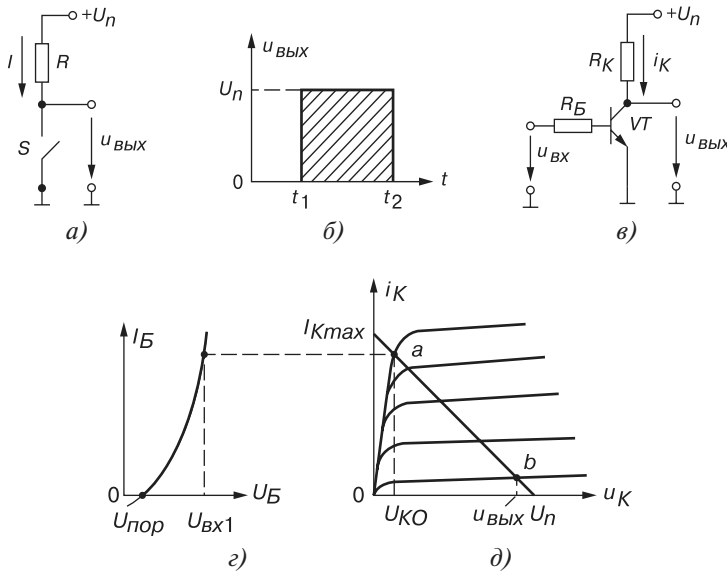 +Uп
I
R
S
uвых
а)
uвых
Uп
0
t1
t2
t
б)
+Uп
RК
iК
RБ
VT
uвх
uвых
в)
IБ
0
Uпор
Uвх1
UБ
г)
iК
IКmax
a
b
0
UКО
uвых
Uп
uК
д)